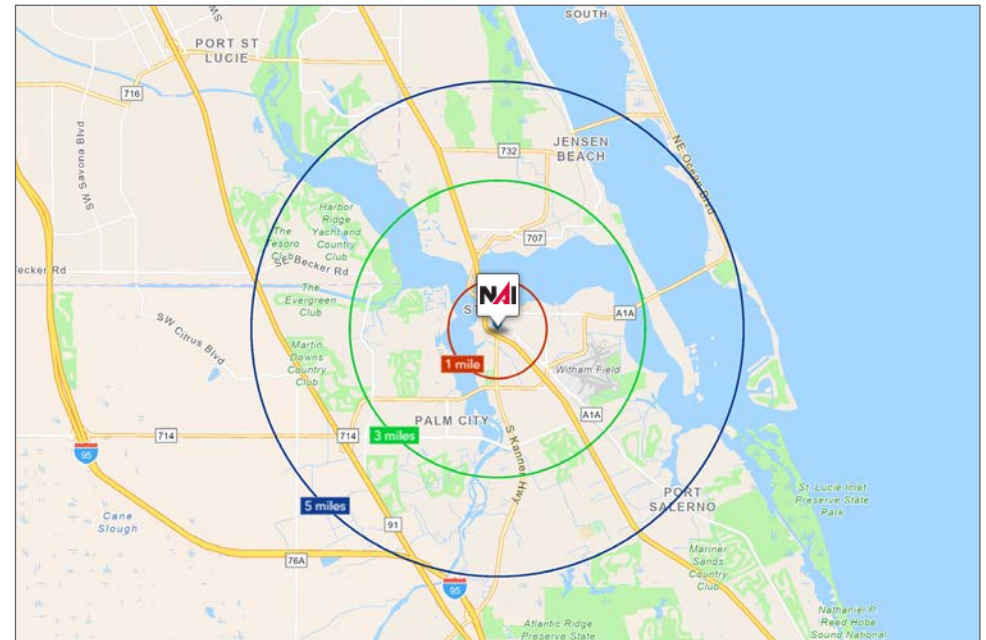 SOUTH
SW
SW
PORT ST
LUCIE
716
SW Savona Blvd
732
JENSEN
BEACH
NE Ocean Blvd
Harbor
Ridge
Yacht and
Country
Club
The
Tesoro
Club
707
SE Becker Rd
ecker Rd
NAI
The
Evergreen
Club
ST
A1A
SW Citrus Blvd
Martin
Downs
Country
Club
1 mile
Witham Field
A1A
PALM CITY
714
714
3 miles
S Kanner Hwy
95
5 miles
PORT
SALERNO
St. Lucie Inlet
Preserve State
Park
Cane
Slough
91
76A
Mariner
Sands
Country
Club
95
Atlantic Ridge
Preserve State
Nathaniel P
Reed Hobe
Sound National